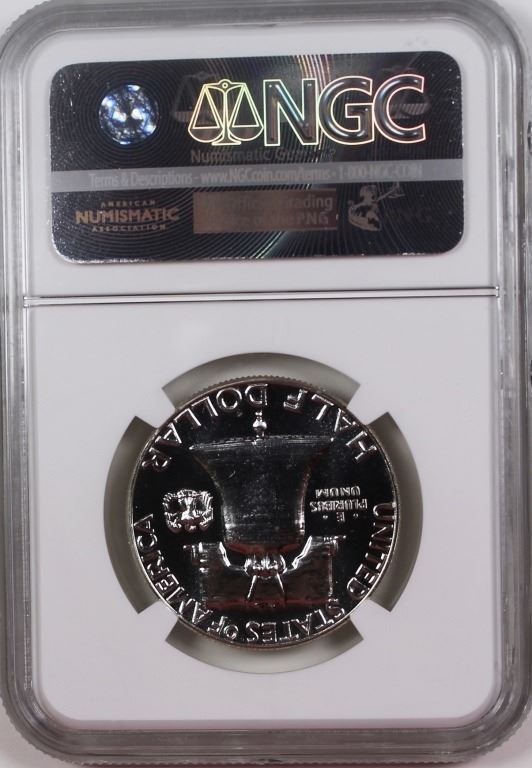 NGC
Numismatic Guaranty
Terms & Descriptions - www.NGCcoin.com/terms • 1-800-NGC-COIN
AMERICAN
NUMISMATIC
ASSOCIATION
Official Grading
Service of the PNG
PNG
HALF DOLLAR
·E·
PLURIBUS
UNUM
UNITED STATES OF AMERICA